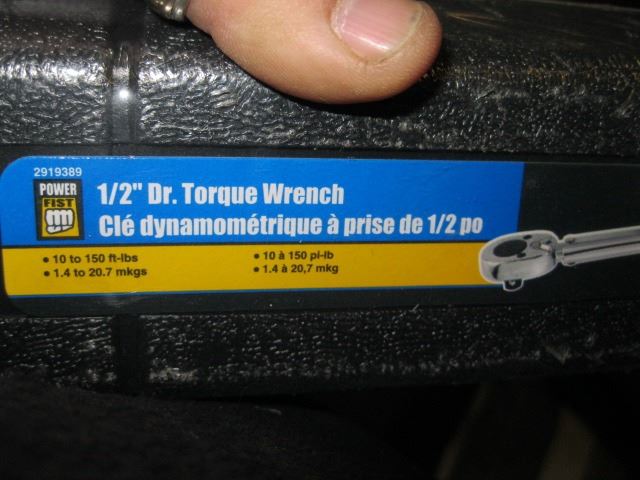 2919389
POWER
FIST
1/2" Dr. Torque Wrench
Clé dynamométrique à prise de 1/2 po
• 10 to 150 ft-lbs
• 1.4 to 20.7 mkgs
• 10 à 150 pi-lb
• 1.4 à 20,7 mkg